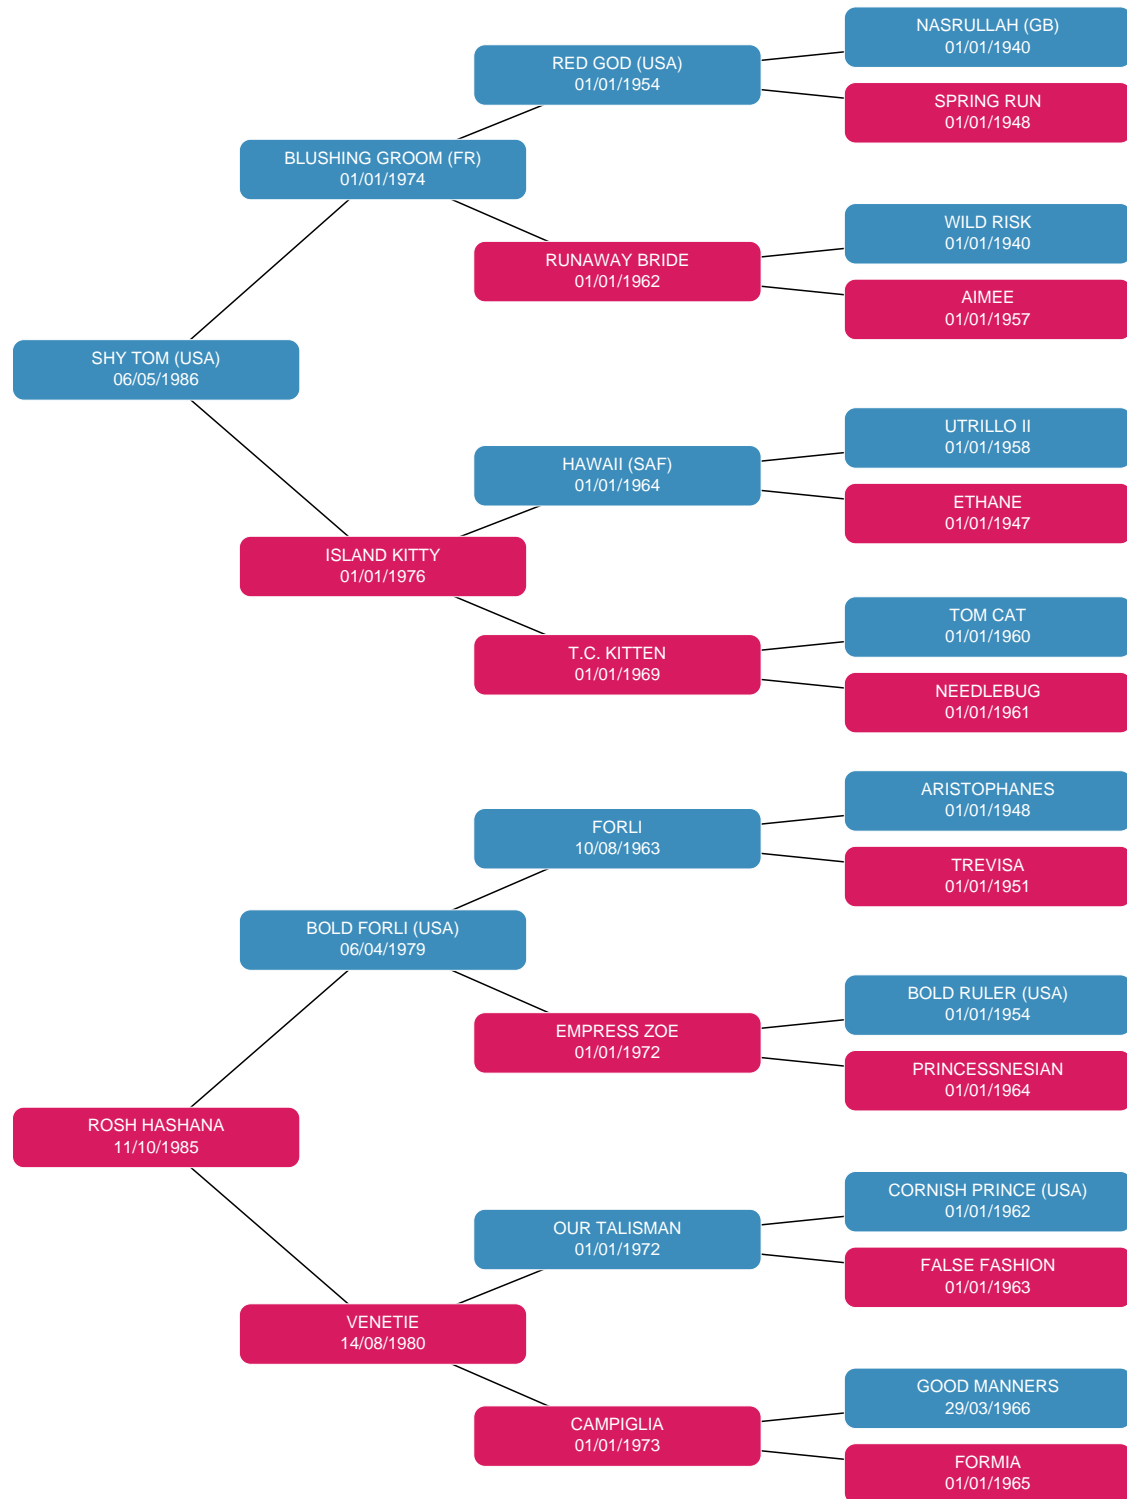 NASRULLAH (GB)
01/01/1940
RED GOD (USA)
01/01/1954
SPRING RUN
01/01/1948
BLUSHING GROOM (FR)
01/01/1974
WILD RISK
01/01/1940
RUNAWAY BRIDE
01/01/1962
AIMEE
01/01/1957
SHY TOM (USA)
06/05/1986
UTRILLO II
01/01/1958
HAWAII (SAF)
01/01/1964
ETHANE
01/01/1947
ISLAND KITTY
01/01/1976
TOM CAT
01/01/1960
T.C. KITTEN
01/01/1969
NEEDLEBUG
01/01/1961
ARISTOPHANES
01/01/1948
FORLI
10/08/1963
TREVISA
01/01/1951
BOLD FORLI (USA)
06/04/1979
BOLD RULER (USA)
01/01/1954
EMPRESS ZOE
01/01/1972
PRINCESSNESIAN
01/01/1964
ROSH HASHANA
11/10/1985
CORNISH PRINCE (USA)
01/01/1962
OUR TALISMAN
01/01/1972
FALSE FASHION
01/01/1963
VENETIE
14/08/1980
GOOD MANNERS
29/03/1966
CAMPIGLIA
01/01/1973
FORMIA
01/01/1965